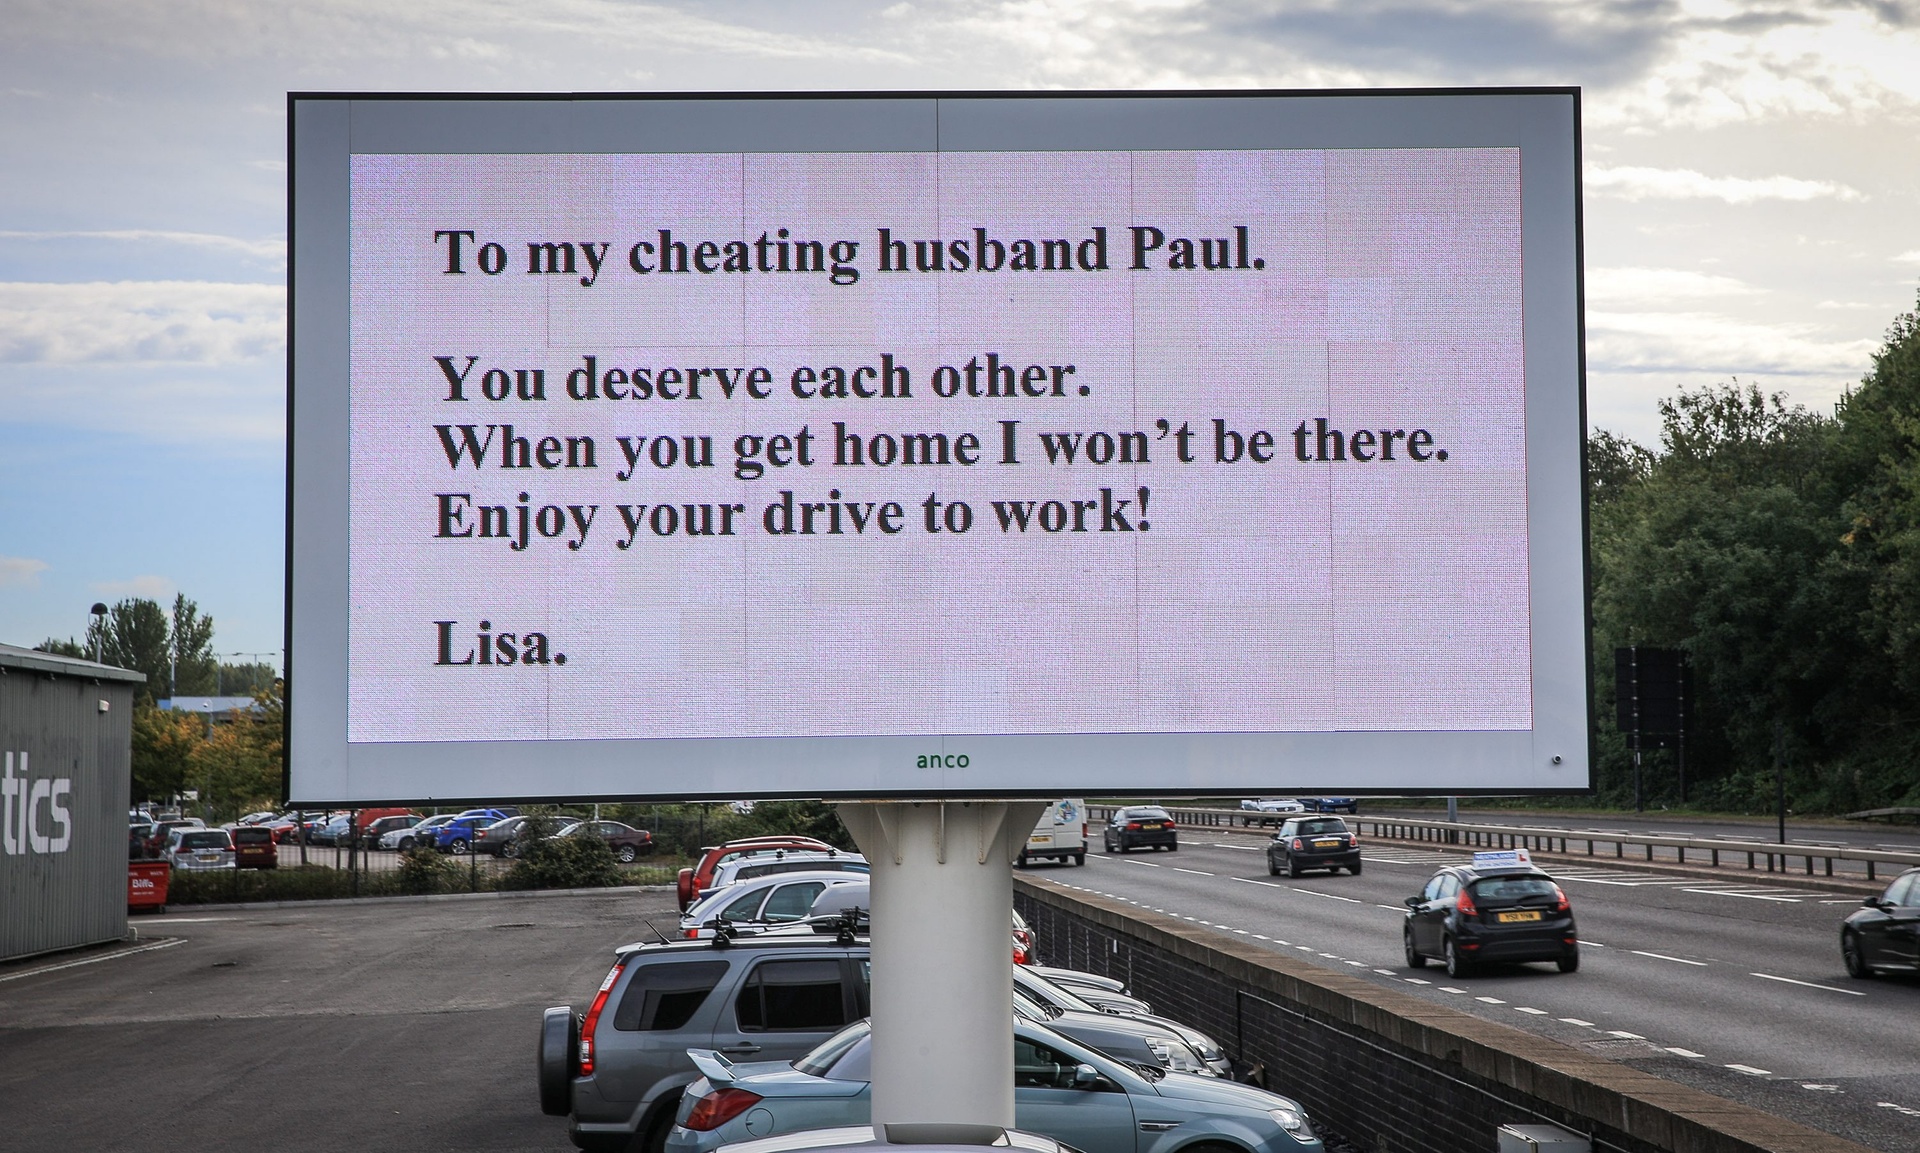 To my cheating husband Paul.
You deserve each other.
When you get home I won’t be there.
Enjoy your drive to work!
Lisa.
anco
tics
Biffa